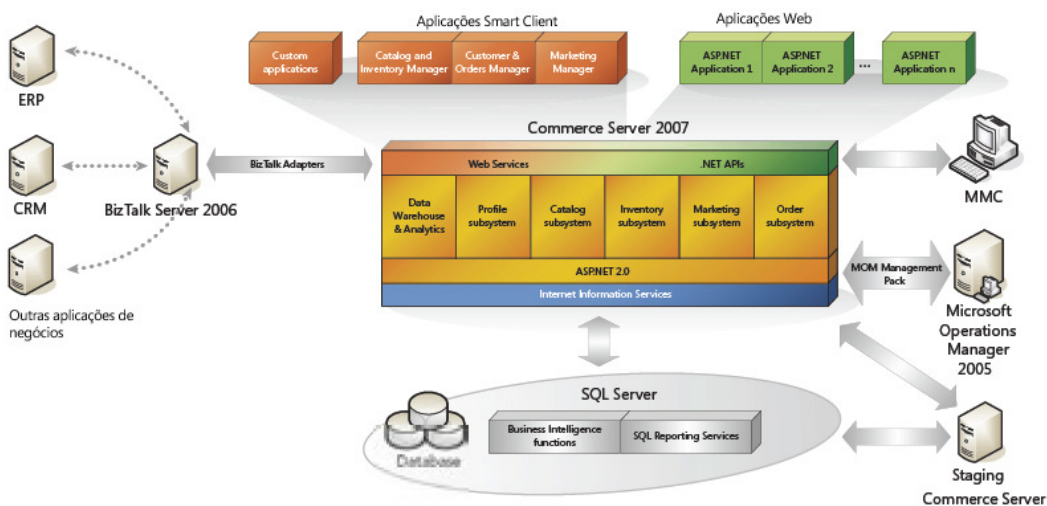 Aplicações Smart Client
Aplicações Web
Custom
applications
Catalog and
Inventory Manager
Customer &
Orders Manager
Marketing
Manager
ASP.NET
Application 1
ASP.NET
Application 2
...
ASP.NET
Application n
ERP
CRM
Outras aplicações de
negócios
BizTalk Server 2006
BizTalk Adapters
Commerce Server 2007
Web Services
.NET APIs
Data
Warehouse
& Analytics
Profile
subsystem
Catalog
subsystem
Inventory
subsystem
Marketing
subsystem
Order
subsystem
ASP.NET 2.0
Internet Information Services
MMC
MOM Management
Pack
Microsoft
Operations
Manager
2005
SQL Server
Database
Business Intelligence
functions
SQL Reporting Services
Staging
Commerce Server